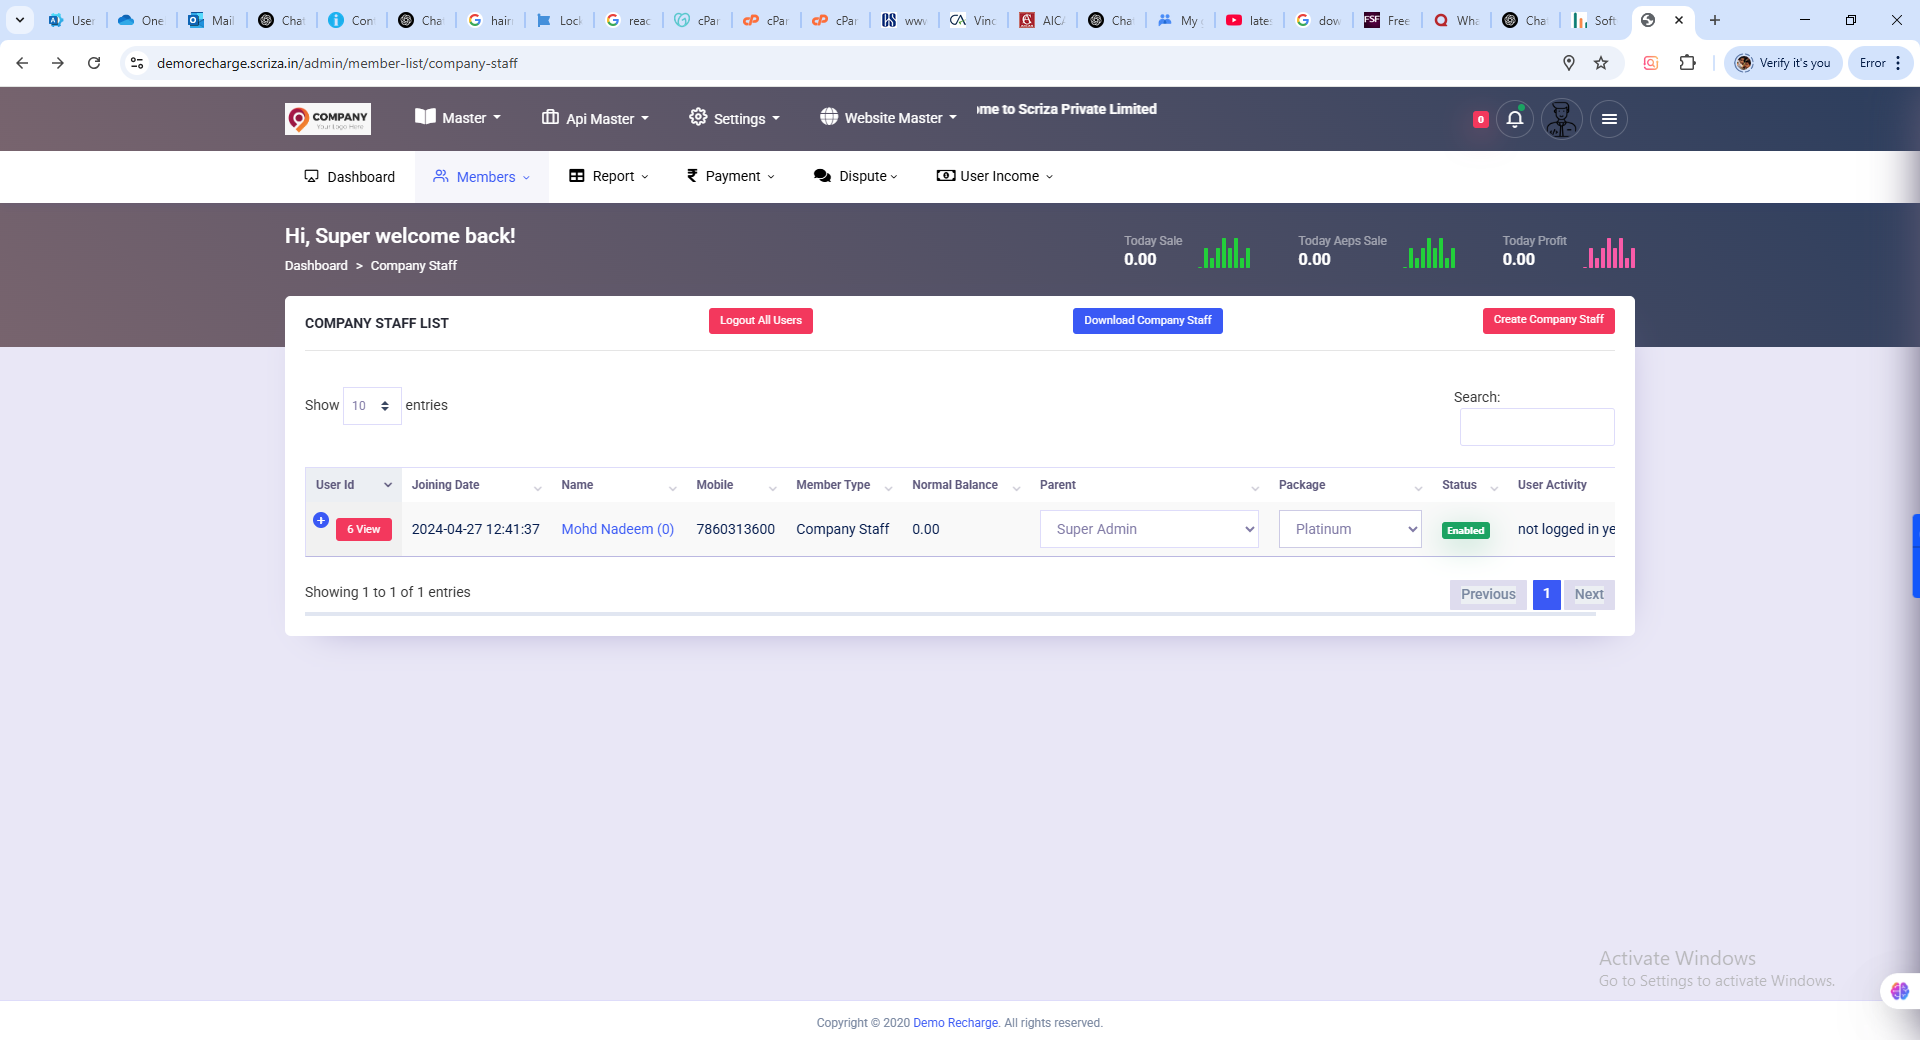 User
One
Mail
Chat
Con
Cha
hair
Lock
reac
cPar
cPar
cPar
www
Vinc
AICA
Cha
My
late
dow
Free
Wha
Cha
Soft
demorecharge.scriza.in/admin/member-list/company-staff
Verify it's you
Error
COMPANY
Your Logo Here
Master
Api Master
Settings
Website Master
me to Scriza Private Limited
0
Dashboard
Members
Report
Payment
Dispute
User Income
Hi, Super welcome back!
Dashboard > Company Staff
Today Sale
0.00
Today Aeps Sale
0.00
Today Profit
0.00
COMPANY STAFF LIST
Logout All Users
Download Company Staff
Create Company Staff
Show 10 entries
Search:
User Id Joining Date Name Mobile Member Type Normal Balance Parent Package Status User Activity
6 View 2024-04-27 12:41:37 Mohd Nadeem (0) 7860313600 Company Staff 0.00 Super Admin Platinum Enabled not logged in ye
Showing 1 to 1 of 1 entries
Previous 1 Next
Activate Windows
Go to Settings to activate Windows.
Copyright © 2020 Demo Recharge. All rights reserved.